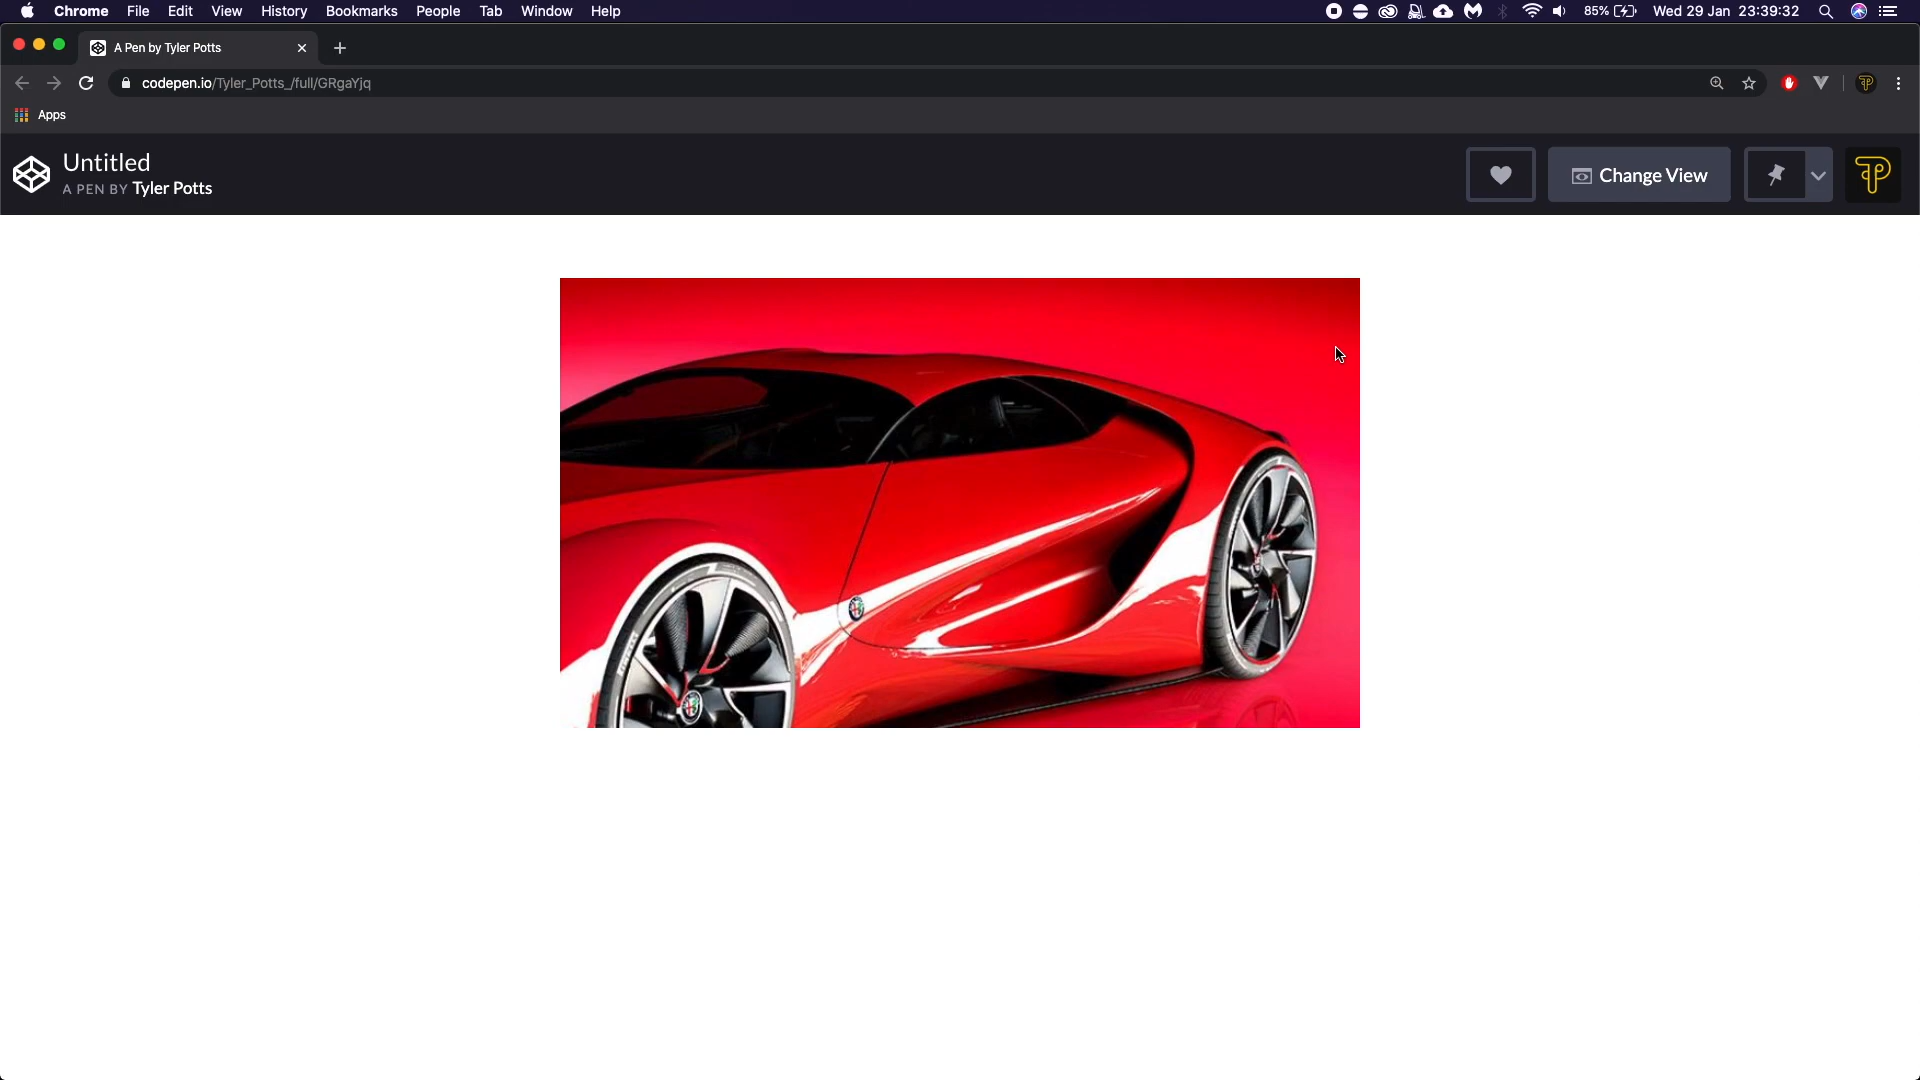 Chrome File Edit View History Bookmarks People Tab Window Help
85% Wed 29 Jan 23:39:32
A Pen by Tyler Potts
codepen.io/Tyler_Potts_/full/GRgaYjq
Apps
Untitled
A PEN BY Tyler Potts
Change View